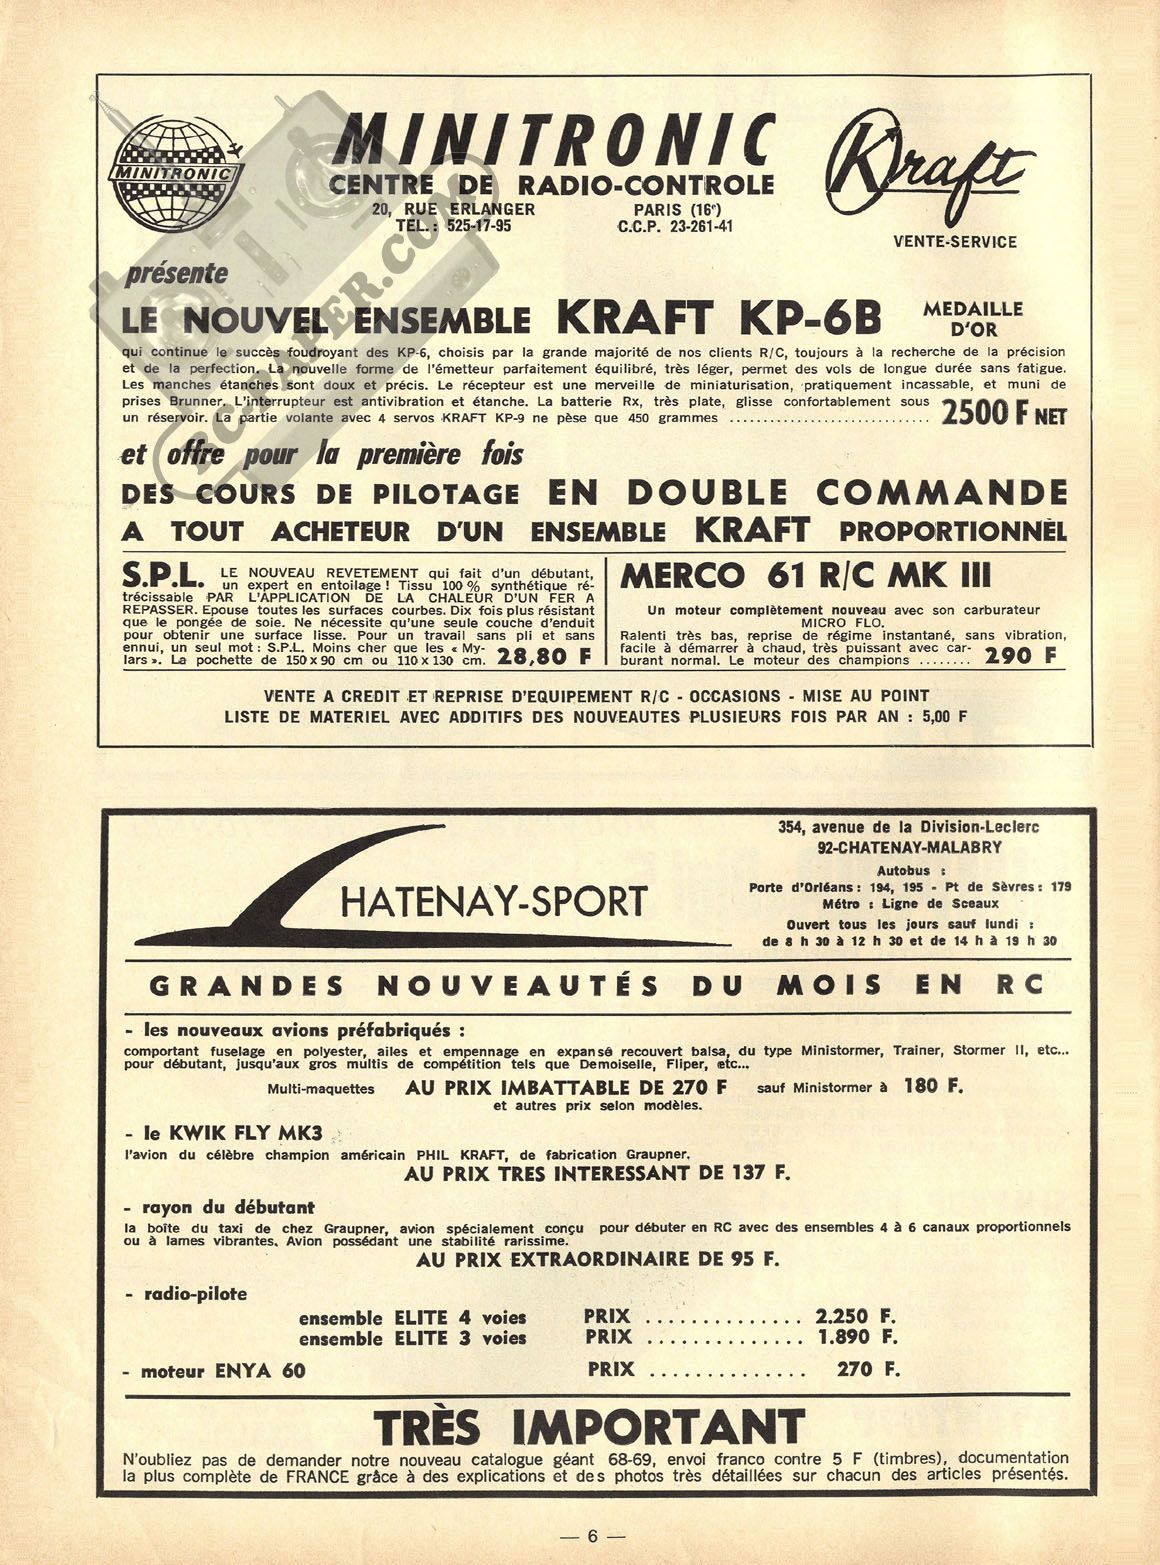 MINITRONIC
MINITRONIC
CENTRE DE RADIO-CONTROLE
20, RUE ERLANGER PARIS (16e)
TEL. : 525-17-95 C.C.P. 23-261-41
Kraft
VENTE-SERVICE
RC-PAPER.COM
présente
LE NOUVEL ENSEMBLE KRAFT KP-6B MEDAILLE
D'OR
qui continue le succès foudroyant des KP-6, choisis par la grande majorité de nos clients R/C, toujours à la recherche de la précision
et de la perfection. La nouvelle forme de l'émetteur parfaitement équilibré, très léger, permet des vols de longue durée sans fatigue.
Les manches étanches sont doux et précis. Le récepteur est une merveille de miniaturisation, pratiquement incassable, et muni de
prises Brunner. L'interrupteur est antivibration et étanche. La batterie Rx, très plate, glisse confortablement sous
un réservoir. La partie volante avec 4 servos KRAFT KP-9 ne pèse que 450 grammes .............................. 2500 F NET
et offre pour la première fois
DES COURS DE PILOTAGE EN DOUBLE COMMANDE
A TOUT ACHETEUR D'UN ENSEMBLE KRAFT PROPORTIONNEL
S.P.L. LE NOUVEAU REVETEMENT qui fait d'un débutant,
un expert en entoilage ! Tissu 100 % synthétique ré-
trécissable PAR L'APPLICATION DE LA CHALEUR D'UN FER A
REPASSER. Epouse toutes les surfaces courbes. Dix fois plus résistant
que le pongée de soie. Ne nécessite qu'une seule couche d'enduit
pour obtenir une surface lisse. Pour un travail sans pli et sans
ennui, un seul mot : S.P.L. Moins cher que les « My-
lars ». La pochette de 150 x 90 cm ou 110 x 130 cm. 28,80 F
MERCO 61 R/C MK III
Un moteur complètement nouveau avec son carburateur
MICRO FLO.
Ralenti très bas, reprise de régime instantané, sans vibration,
facile à démarrer à chaud, très puissant avec car-
burant normal. Le moteur des champions ........ 290 F
VENTE A CREDIT ET REPRISE D'EQUIPEMENT R/C - OCCASIONS - MISE AU POINT
LISTE DE MATERIEL AVEC ADDITIFS DES NOUVEAUTES PLUSIEURS FOIS PAR AN : 5,00 F
CHATENAY-SPORT
354, avenue de la Division-Leclerc
92-CHATENAY-MALABRY
Autobus :
Porte d'Orléans : 194, 195 - Pt de Sèvres : 179
Métro : Ligne de Sceaux
Ouvert tous les jours sauf lundi :
de 8 h 30 à 12 h 30 et de 14 h à 19 h 30
GRANDES NOUVEAUTÉS DU MOIS EN RC
- les nouveaux avions préfabriqués :
comportant fuselage en polyester, ailes et empennage en expansé recouvert balsa, du type Ministormer, Trainer, Stormer II, etc...
pour débutant, jusqu'aux gros multis de compétition tels que Demoiselle, Fliper, etc...
Multi-maquettes AU PRIX IMBATTABLE DE 270 F sauf Ministormer à 180 F.
et autres prix selon modèles.
- le KWIK FLY MK3
l'avion du célèbre champion américain PHIL KRAFT, de fabrication Graupner.
AU PRIX TRES INTERESSANT DE 137 F.
- rayon du débutant
la boîte du taxi de chez Graupner, avion spécialement conçu pour débuter en RC avec des ensembles 4 à 6 canaux proportionnels
ou à lames vibrantes. Avion possédant une stabilité rarissime.
AU PRIX EXTRAORDINAIRE DE 95 F.
- radio-pilote
ensemble ELITE 4 voies PRIX .............. 2.250 F.
ensemble ELITE 3 voies PRIX .............. 1.890 F.
- moteur ENYA 60 PRIX .............. 270 F.
TRÈS IMPORTANT
N'oubliez pas de demander notre nouveau catalogue géant 68-69, envoi franco contre 5 F (timbres), documentation
la plus complète de FRANCE grâce à des explications et des photos très détaillées sur chacun des articles présentés.
— 6 —